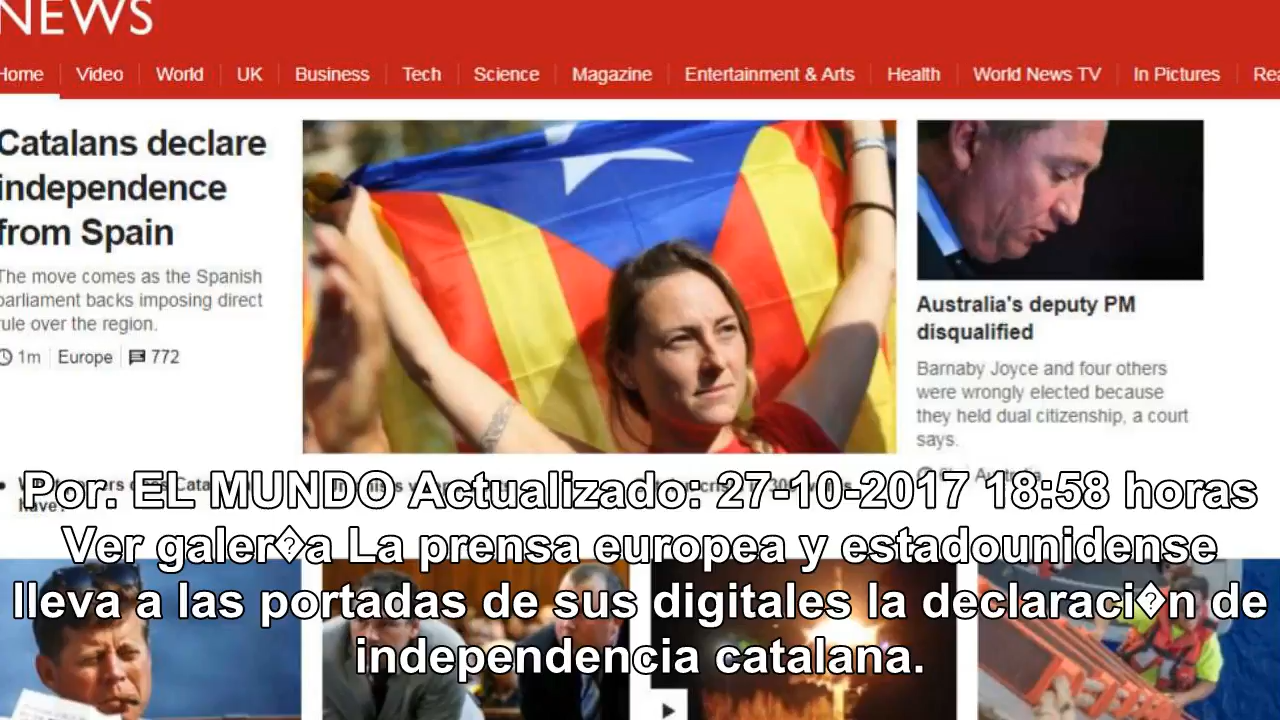 NEWS
Home Video World UK Business Tech Science Magazine Entertainment & Arts Health World News TV In Pictures
Catalans declare
independence
from Spain
The move comes as the Spanish
parliament backs imposing direct
rule over the region.
1m Europe 772
Australia's deputy PM
disqualified
Barnaby Joyce and four others
were wrongly elected because
they held dual citizenship, a court
says.
Por: EL MUNDO Actualizado: 27-10-2017 18:58 horas
Ver galer�a La prensa europea y estadounidense
lleva a las portadas de sus digitales la declaraci�n de
independencia catalana.